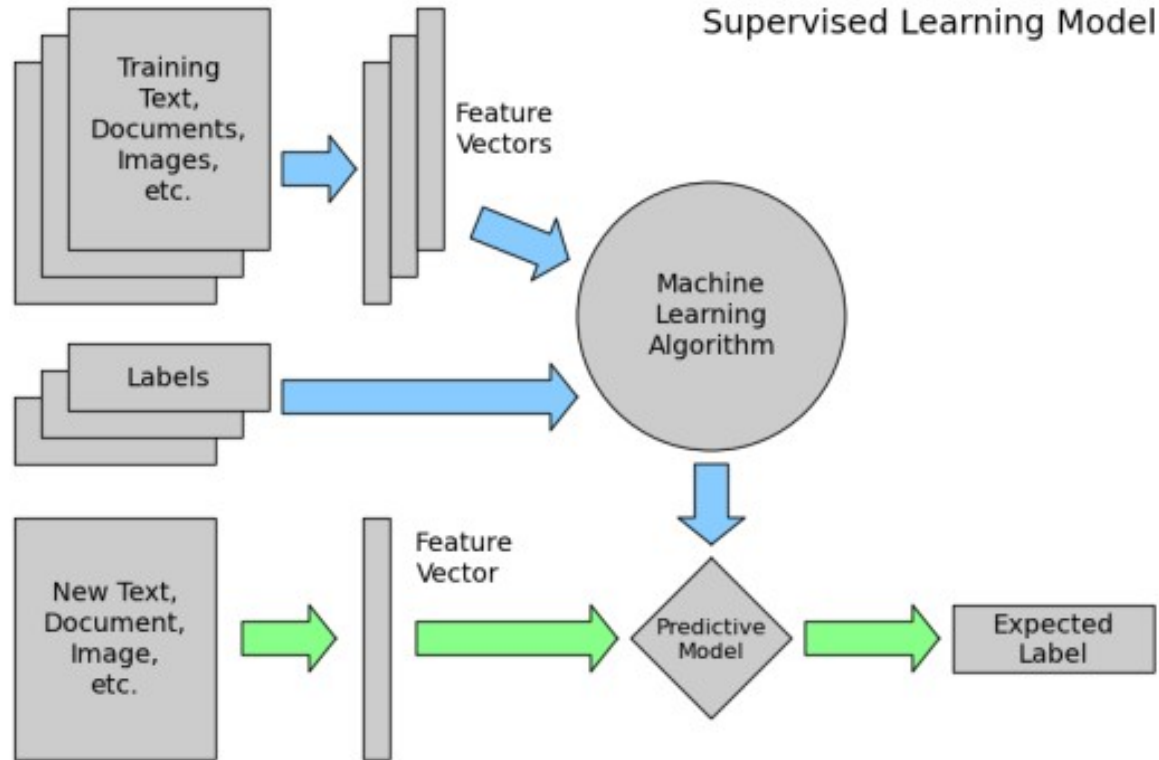 Supervised Learning Model
Training
Text,
Documents,
Images,
etc.
Feature
Vectors
Machine
Learning
Algorithm
Labels
New Text,
Document,
Image,
etc.
Feature
Vector
Predictive
Model
Expected
Label